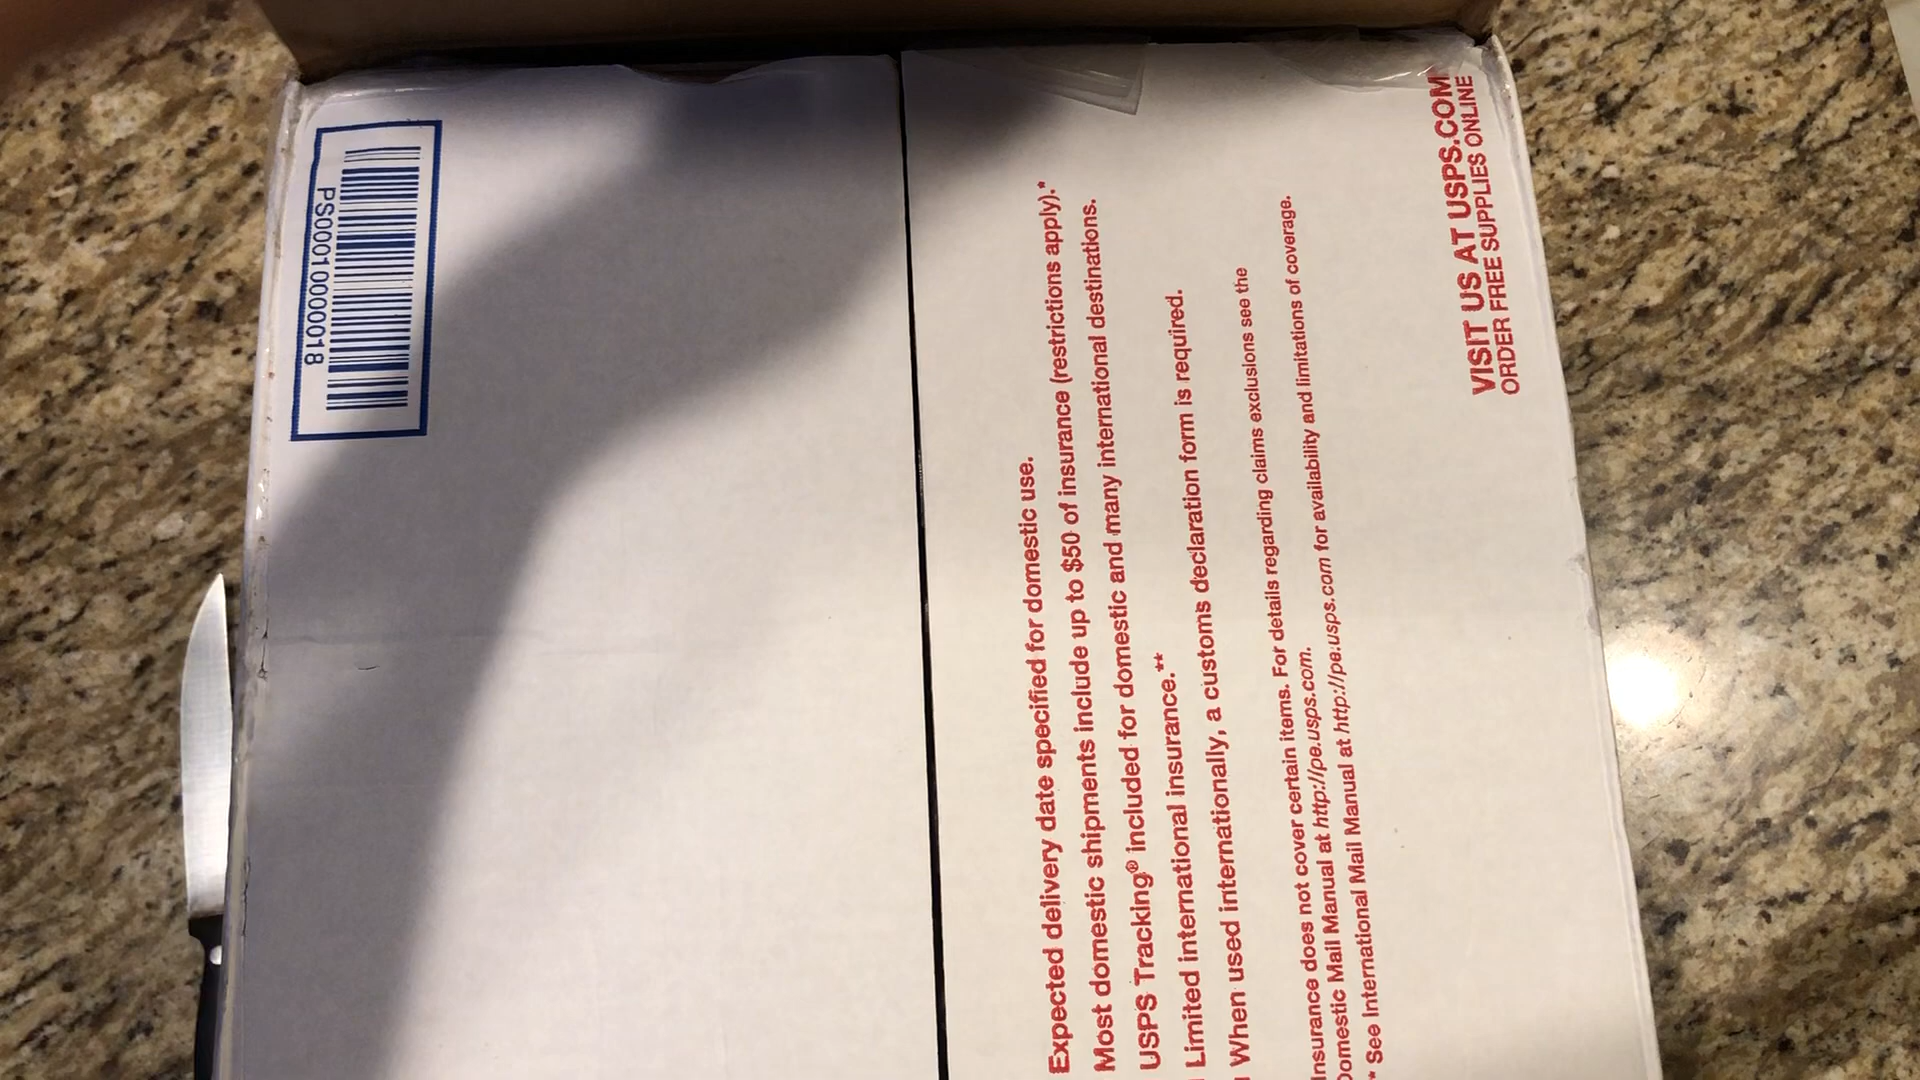 PS00010000018
Expected delivery date specified for domestic use.
Most domestic shipments include up to $50 of insurance (restrictions apply).*
USPS Tracking® included for domestic and many international destinations.
Limited international insurance.**
When used internationally, a customs declaration form is required.
Insurance does not cover certain items. For details regarding claims exclusions see the
Domestic Mail Manual at http://pe.usps.com.
* See International Mail Manual at http://pe.usps.com for availability and limitations of coverage.
VISIT US AT USPS.COM
ORDER FREE SUPPLIES ONLINE